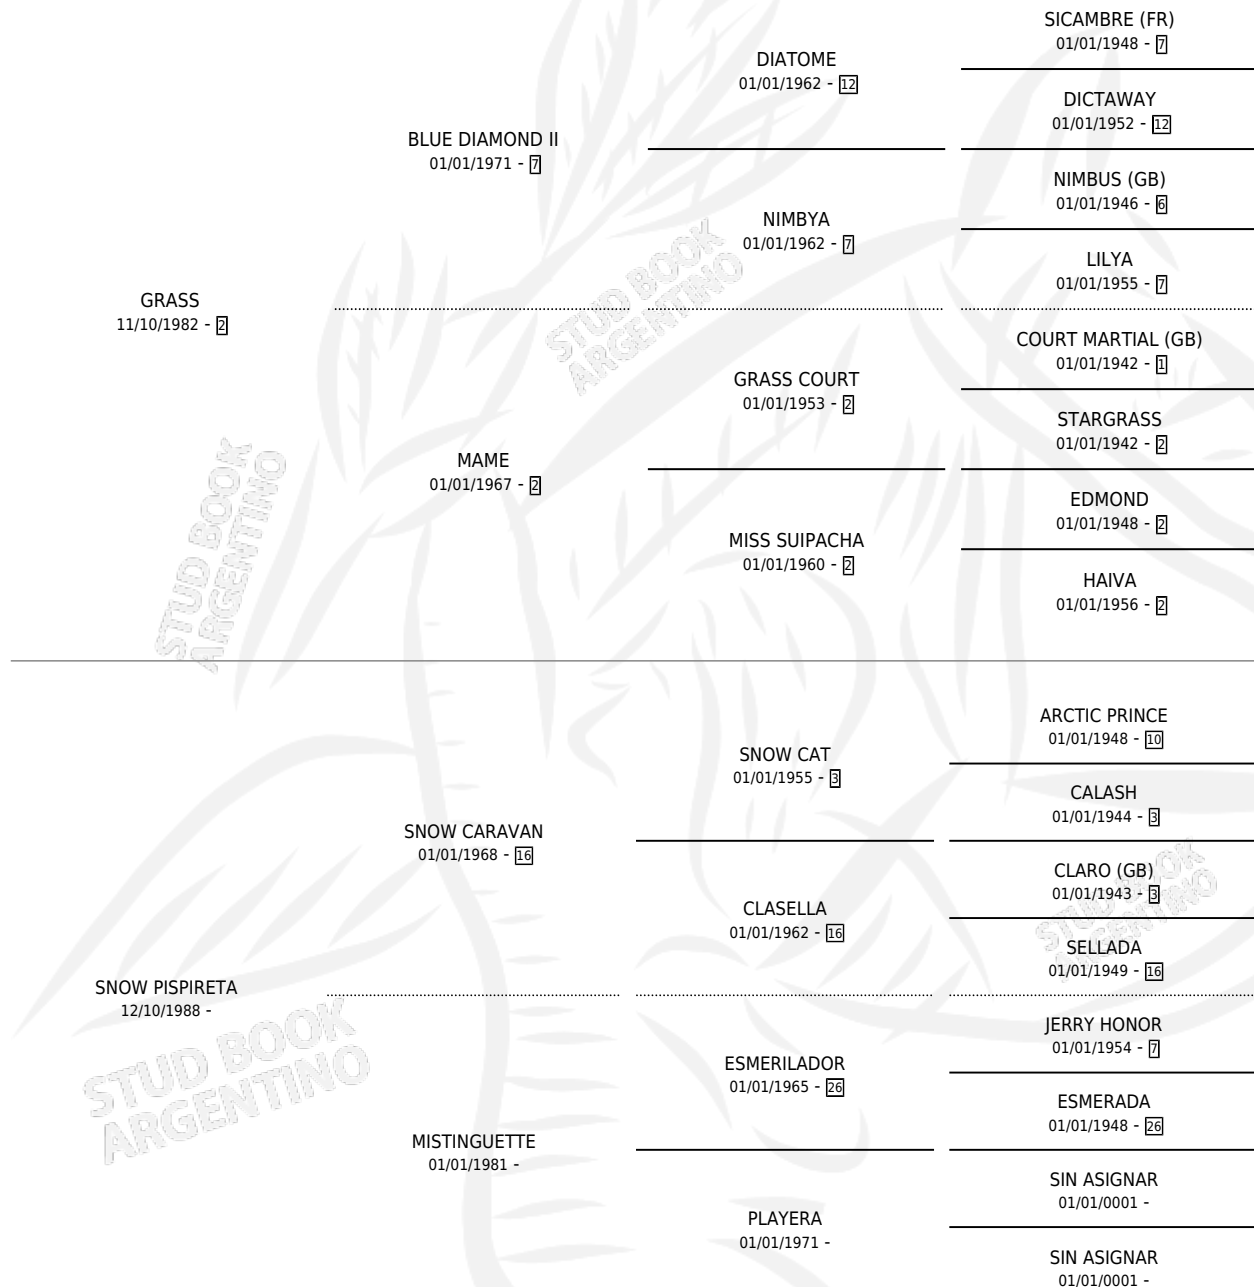 SICAMBRE (FR)
01/01/1948 - 7
DIATOME
01/01/1962 - 12
DICTAWAY
01/01/1952 - 12
BLUE DIAMOND II
01/01/1971 - 7
NIMBUS (GB)
01/01/1946 - 6
NIMBYA
01/01/1962 - 7
LILYA
01/01/1955 - 7
GRASS
11/10/1982 - 2
COURT MARTIAL (GB)
01/01/1942 - 1
GRASS COURT
01/01/1953 - 2
STARGRASS
01/01/1942 - 2
MAME
01/01/1967 - 2
EDMOND
01/01/1948 - 2
MISS SUIPACHA
01/01/1960 - 2
HAIVA
01/01/1956 - 2
ARCTIC PRINCE
01/01/1948 - 10
SNOW CAT
01/01/1955 - 3
CALASH
01/01/1944 - 3
SNOW CARAVAN
01/01/1968 - 16
CLARO (GB)
01/01/1943 - 3
CLASELLA
01/01/1962 - 16
SELLADA
01/01/1949 - 16
SNOW PISPIRETA
12/10/1988 -
JERRY HONOR
01/01/1954 - 7
ESMERILADOR
01/01/1965 - 26
ESMERADA
01/01/1948 - 26
MISTINGUETTE
01/01/1981 -
SIN ASIGNAR
01/01/0001 -
PLAYERA
01/01/1971 -
SIN ASIGNAR
01/01/0001 -
STUD BOOK
ARGENTINO
STUD BOOK
ARGENTINO
STUD BOOK
ARGENTINO
STUD BOOK
ARGENTINO